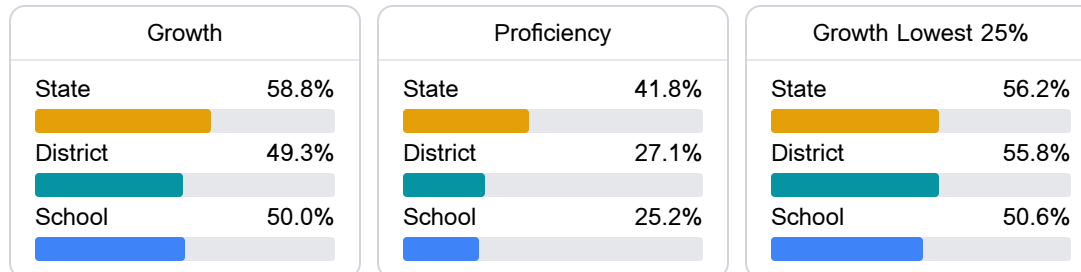 Growth
State 58.8%
District 49.3%
School 50.0%
Proficiency
State 41.8%
District 27.1%
School 25.2%
Growth Lowest 25%
State 56.2%
District 55.8%
School 50.6%